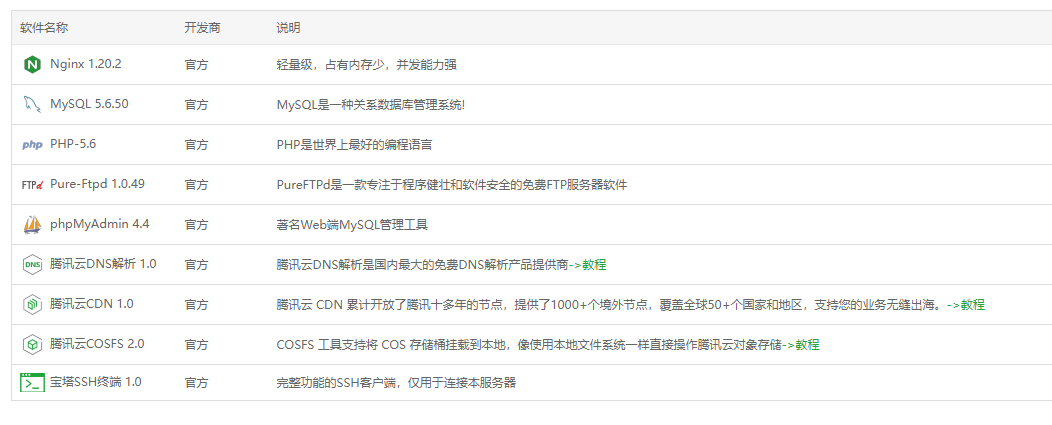 软件名称 开发商 说明
Nginx 1.20.2 官方 轻量级，占有内存少，并发能力强
MySQL 5.6.50 官方 MySQL是一种关系数据库管理系统!
php PHP-5.6 官方 PHP是世界上最好的编程语言
FTPd Pure-Ftpd 1.0.49 官方 PureFTPd是一款专注于程序健壮和软件安全的免费FTP服务器软件
phpMyAdmin 4.4 官方 著名Web端MySQL管理工具
DNS 腾讯云DNS解析 1.0 官方 腾讯云DNS解析是国内最大的免费DNS解析产品提供商->教程
腾讯云CDN 1.0 官方 腾讯云 CDN 累计开放了腾讯十多年的节点，提供了1000+个境外节点，覆盖全球50+个国家和地区，支持您的业务无缝出海。->教程
腾讯云COSFS 2.0 官方 COSFS 工具支持将 COS 存储桶挂载到本地，像使用本地文件系统一样直接操作腾讯云对象存储->教程
宝塔SSH终端 1.0 官方 完整功能的SSH客户端，仅用于连接本服务器